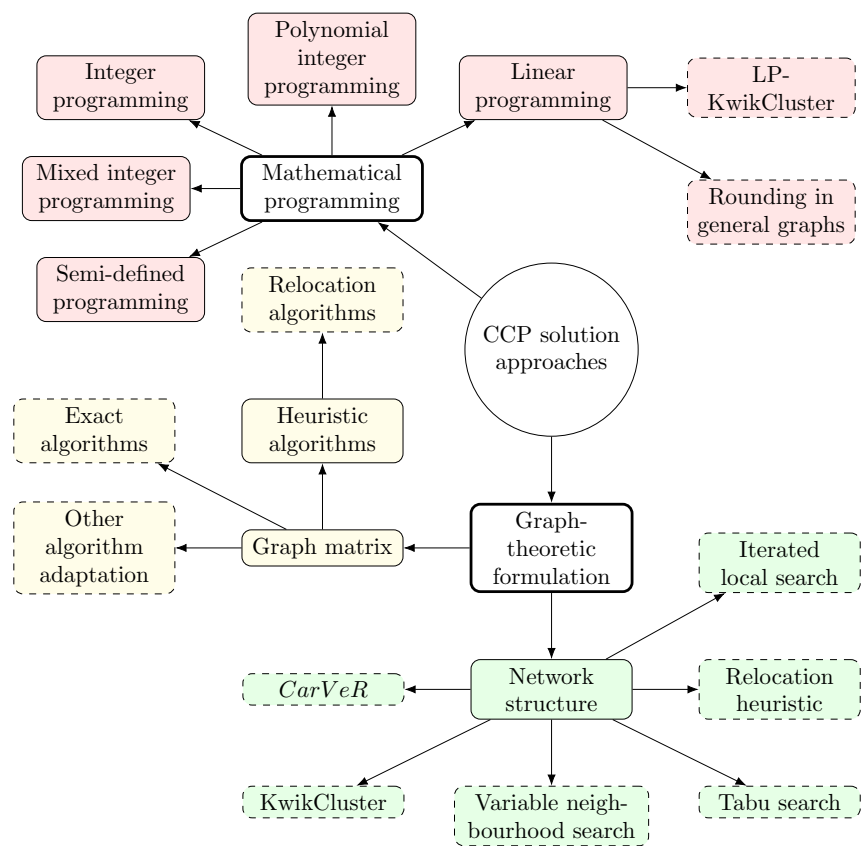 Polynomial
integer
programming
Integer
programming
Linear
programming
LP-
KwikCluster
Mixed integer
programming
Mathematical
programming
Rounding in
general graphs
Semi-defined
programming
Relocation
algorithms
CCP solution
approaches
Exact
algorithms
Heuristic
algorithms
Other
algorithm
adaptation
Graph matrix
Graph-
theoretic
formulation
Iterated
local search
CarVeR
Network
structure
Relocation
heuristic
KwikCluster
Variable neigh-
bourhood search
Tabu search